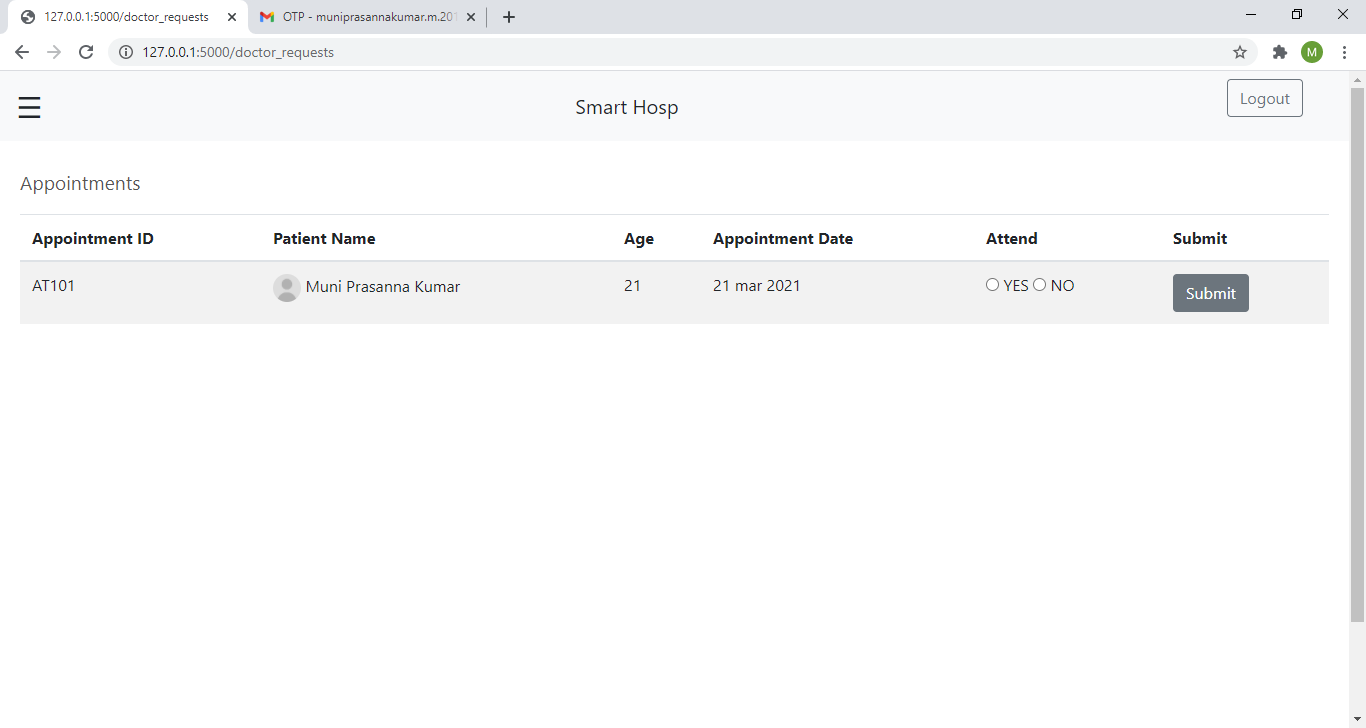 127.0.0.1:5000/doctor_requests
OTP - muniprasannakumar.m.201
127.0.0.1:5000/doctor_requests
M
Smart Hosp
Logout
Appointments
Appointment ID Patient Name Age Appointment Date Attend Submit
AT101 Muni Prasanna Kumar 21 21 mar 2021 YES NO Submit